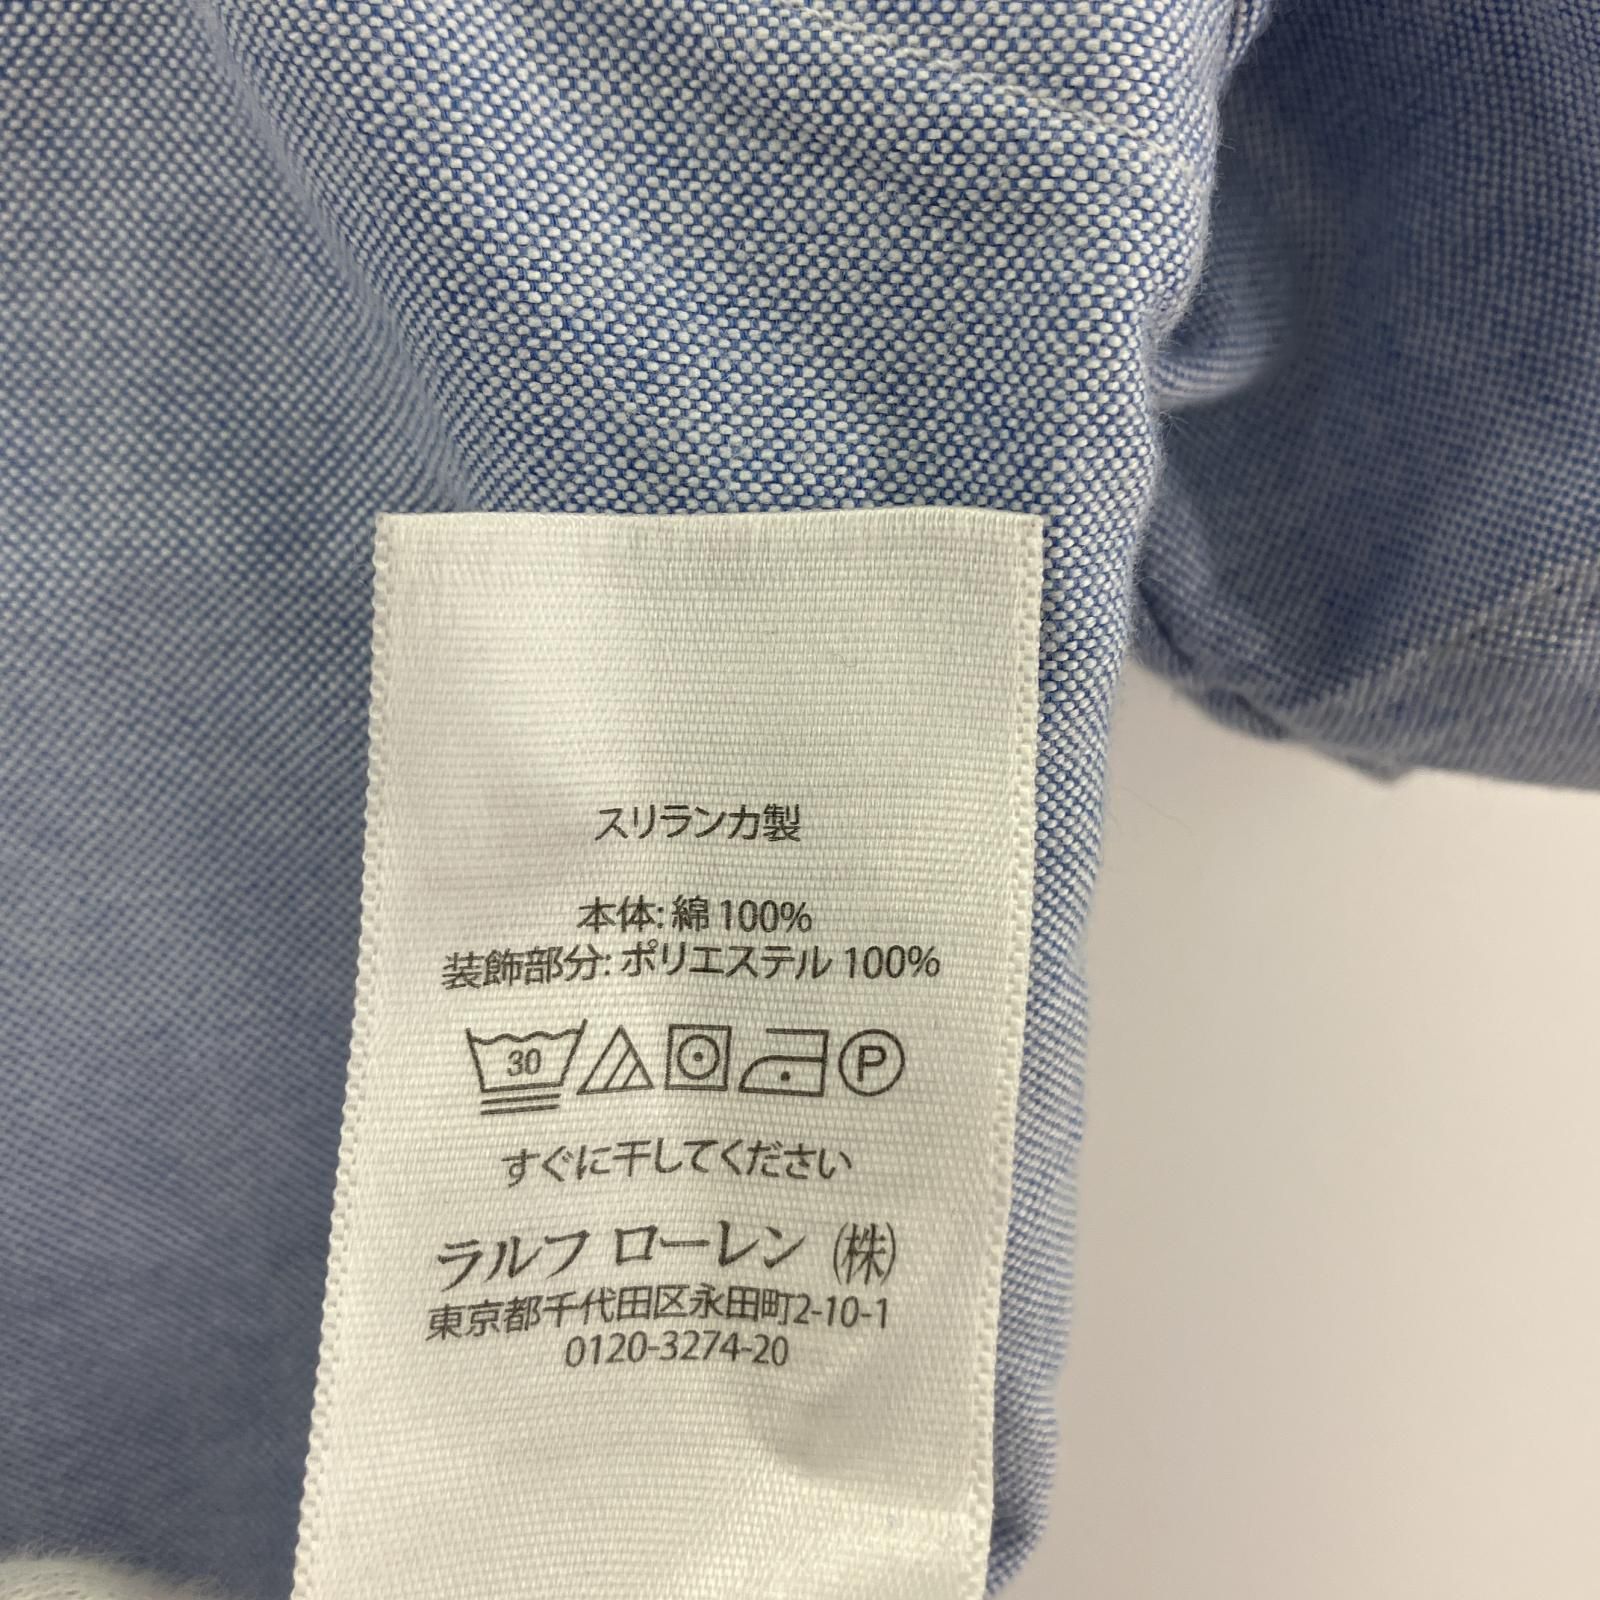 スリランカ製
本体: 綿 100%
装飾部分: ポリエステル 100%
30 P
すぐに干してください
ラルフ ローレン (株)
東京都千代田区永田町2-10-1
0120-3274-20